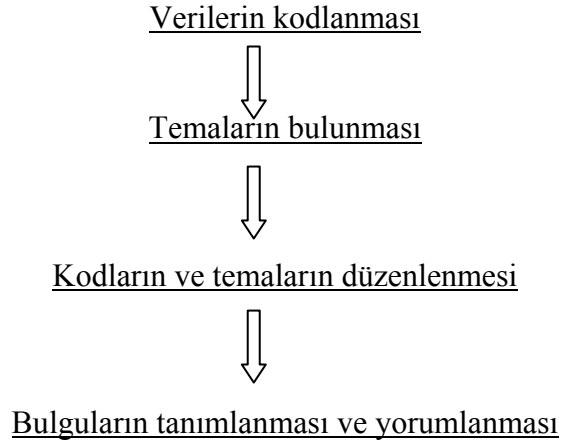 Verilerin kodlanması
Temaların bulunması
Kodların ve temaların düzenlenmesi
Bulguların tanımlanması ve yorumlanması